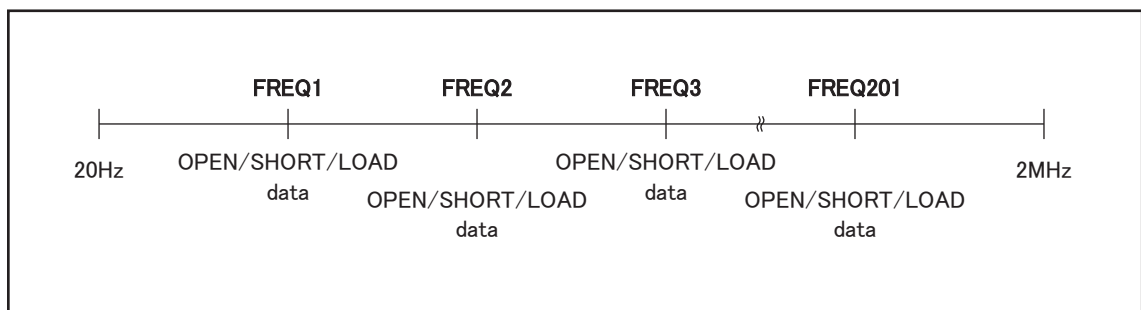 FREQ1 FREQ2 FREQ3 FREQ201
20Hz OPEN/SHORT/LOAD data OPEN/SHORT/LOAD data 2MHz
OPEN/SHORT/LOAD data OPEN/SHORT/LOAD data